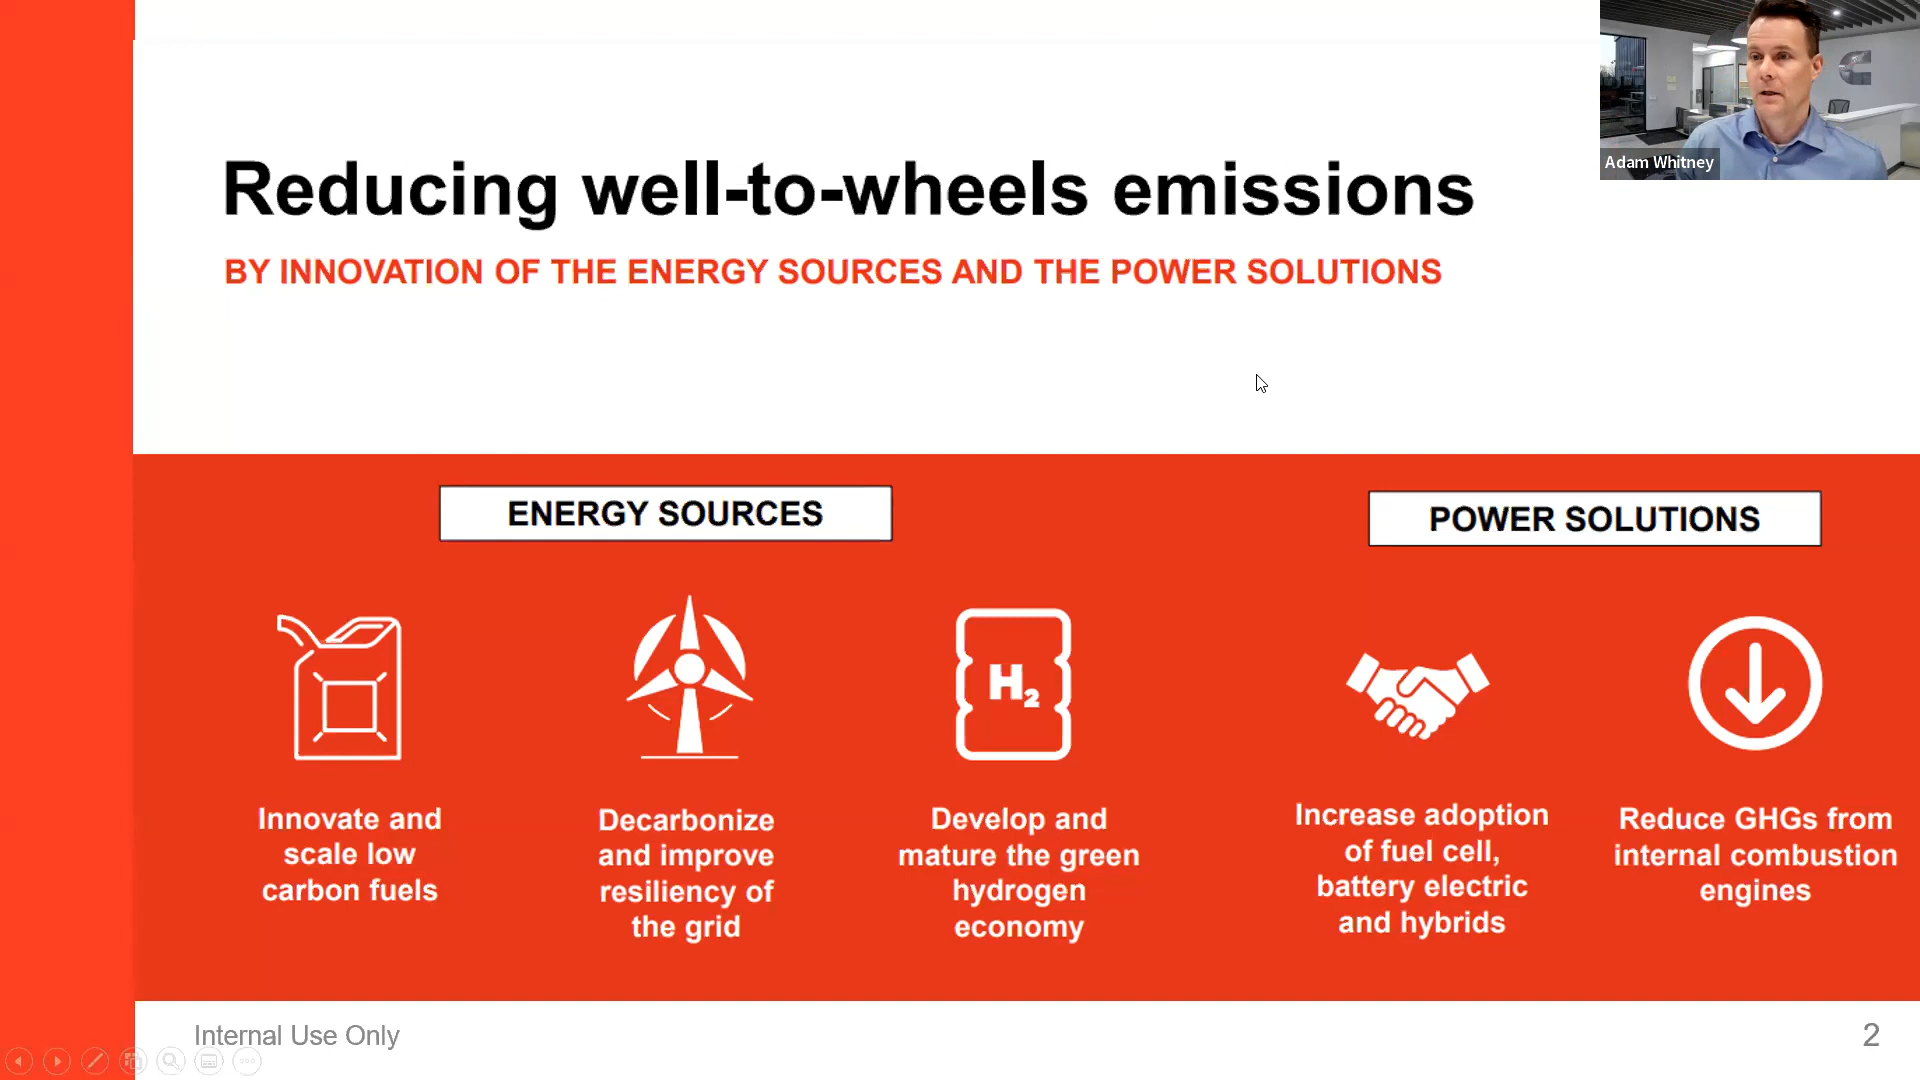 Adam Whitney
Reducing well-to-wheels emissions
BY INNOVATION OF THE ENERGY SOURCES AND THE POWER SOLUTIONS
ENERGY SOURCES
Innovate and
scale low
carbon fuels
Decarbonize
and improve
resiliency of
the grid
H2
Develop and
mature the green
hydrogen
economy
POWER SOLUTIONS
Increase adoption
of fuel cell,
battery electric
and hybrids
Reduce GHGs from
internal combustion
engines
Internal Use Only
2